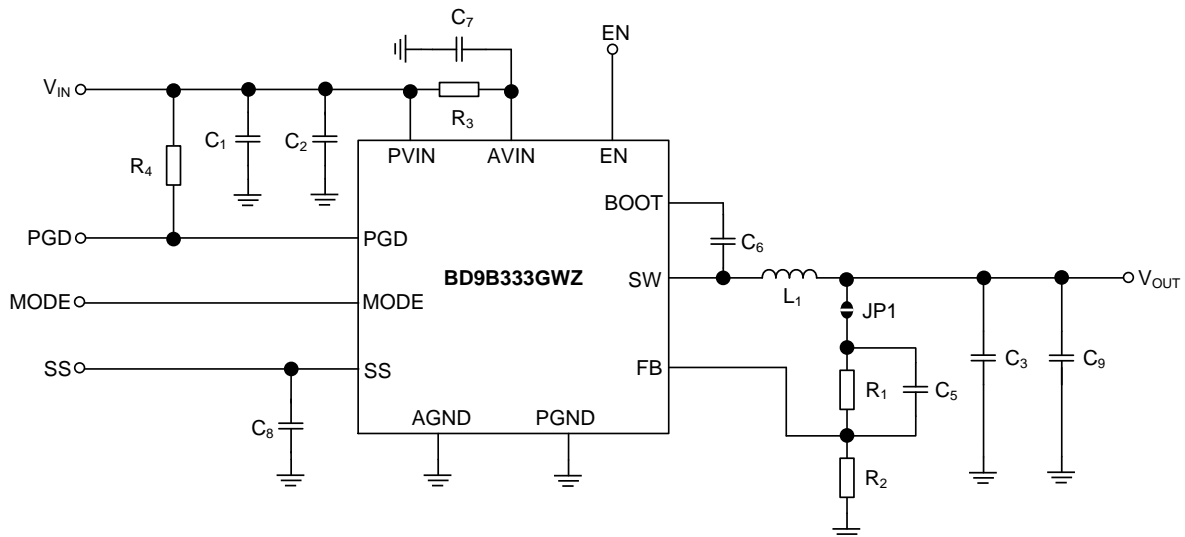 C7
EN
VIN
R3
C1
C2
R4
PVIN
AVIN
EN
BOOT
C6
PGD
PGD
BD9B333GWZ
SW
L1
VOUT
MODE
MODE
JP1
SS
SS
FB
R1
C5
C3
C9
C8
AGND
PGND
R2